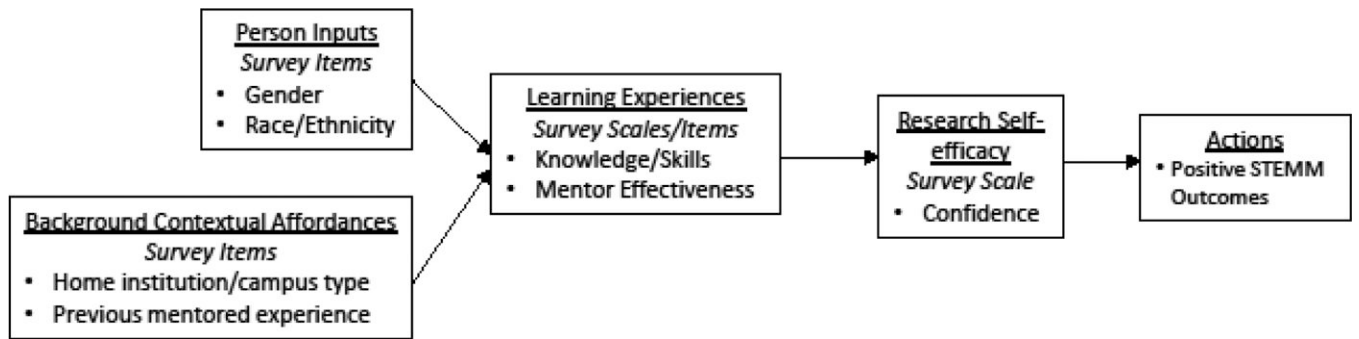 Person Inputs
Survey Items
• Gender
• Race/Ethnicity
Background Contextual Affordances
Survey Items
• Home institution/campus type
• Previous mentored experience
Learning Experiences
Survey Scales/Items
• Knowledge/Skills
• Mentor Effectiveness
Research Self-
efficacy
Survey Scale
• Confidence
Actions
• Positive STEMM
Outcomes